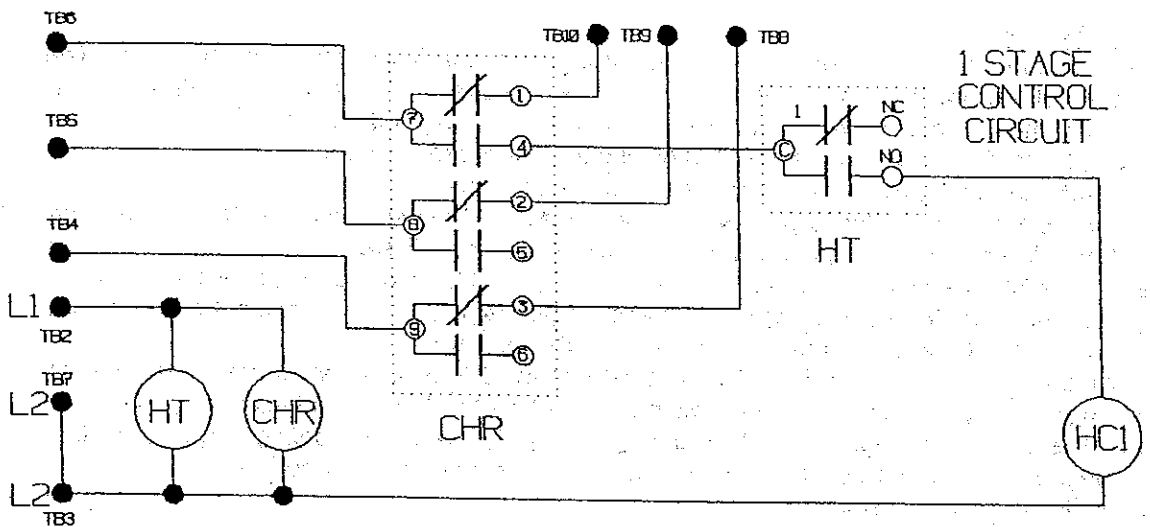 TB6
TB10
TB9
TB8
1 STAGE
CONTROL
CIRCUIT
1
NC
7
4
C
NO
TB5
2
8
5
HT
TB4
3
9
6
L1
TB2
TB7
L2
HT
CHR
CHR
HC1
L2
TB3
1